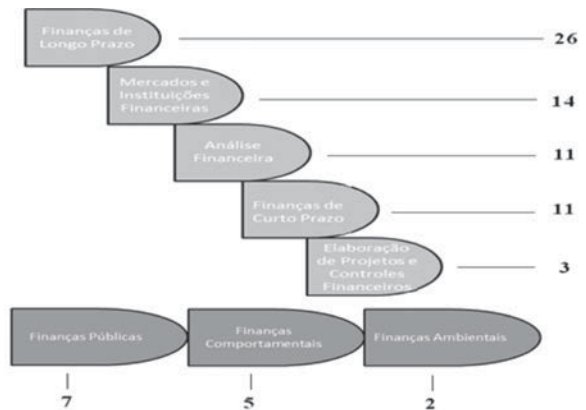 Finanças de
Longo Prazo
26
Mercados e
Instituições
Financeiras
14
Análise
Financeira
11
Finanças de
Curto Prazo
11
Elaboração
de Projetos e
Controles
Financeiros
3
Finanças Públicas
Finanças
Comportamentais
Finanças Ambientais
7
5
2